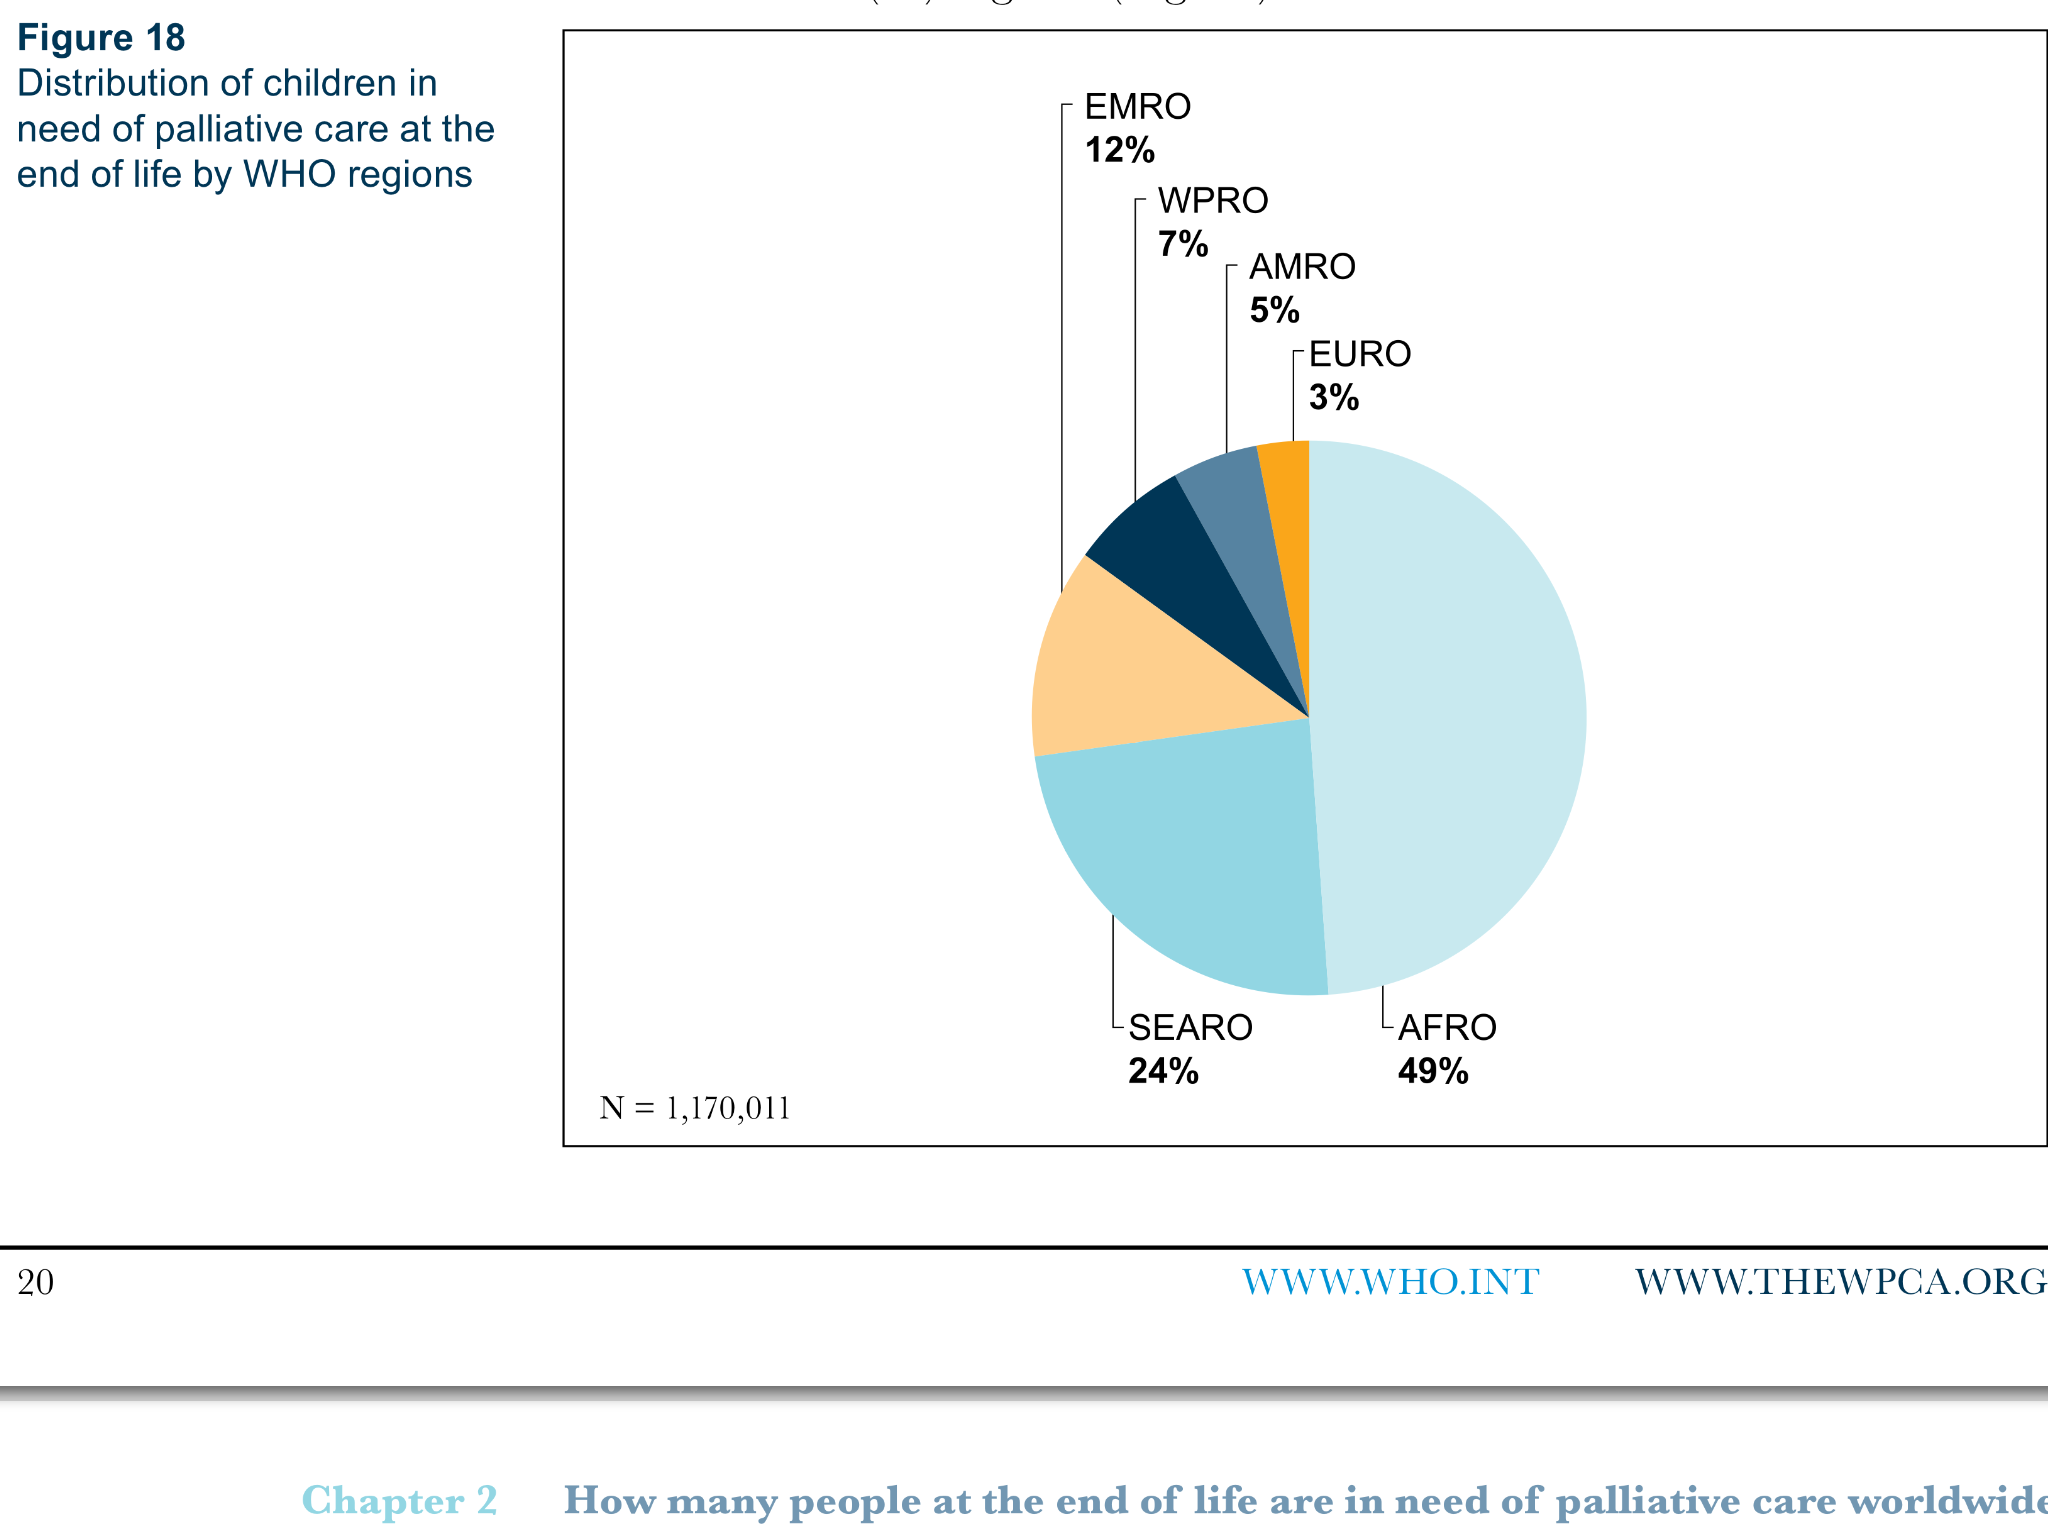 Figure 18
Distribution of children in
need of palliative care at the
end of life by WHO regions
EMRO
12%
WPRO
7%
AMRO
5%
EURO
3%
SEARO
24%
AFRO
49%
N = 1,170,011
20
WWW.WHO.INT WWW.THEWPCA.ORG
Chapter 2 How many people at the end of life are in need of palliative care worldwide